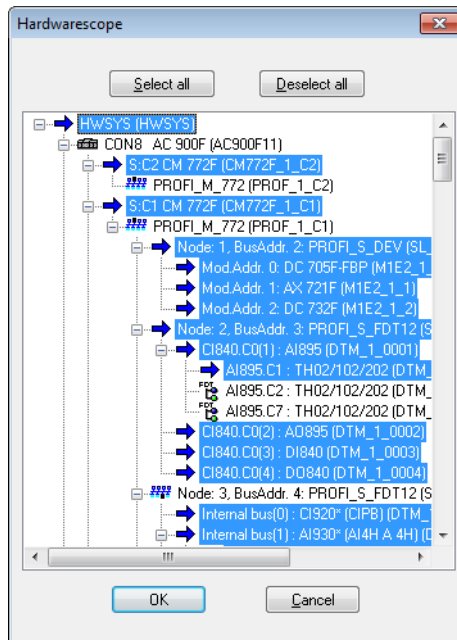 Hardwarescope
Select all
Deselect all
HWSYS (HWSYS)
CON8 AC 900F (AC900F11)
S:C2 CM 772F (CM772F_1_C2)
PROFI_M_772 (PROF_1_C2)
S:C1 CM 772F (CM772F_1_C1)
PROFI_M_772 (PROF_1_C1)
Node: 1, BusAddr. 2: PROFI_S_DEV (SL_
Mod.Addr. 0: DC 705F-FBP (M1E2_1_
Mod.Addr. 1: AX 721F (M1E2_1_1)
Mod.Addr. 2: DC 732F (M1E2_1_2)
Node: 2, BusAddr. 3: PROFI_S_FDT12 (S
CI840.C0(1) : AI895 (DTM_1_0001)
AI895.C1 : TH02/102/202 (DTM_
FDT AI895.C2 : TH02/102/202 (DTM_
FDT AI895.C7 : TH02/102/202 (DTM_
CI840.C0(2) : AO895 (DTM_1_0002)
CI840.C0(3) : DI840 (DTM_1_0003)
CI840.C0(4) : DO840 (DTM_1_0004)
Node: 3, BusAddr. 4: PROFI_S_FDT12 (S
Internal bus(0) : CI920* (CIPB) (DTM_
Internal bus(1) : AI930* (AI4H A 4H) (D
OK
Cancel